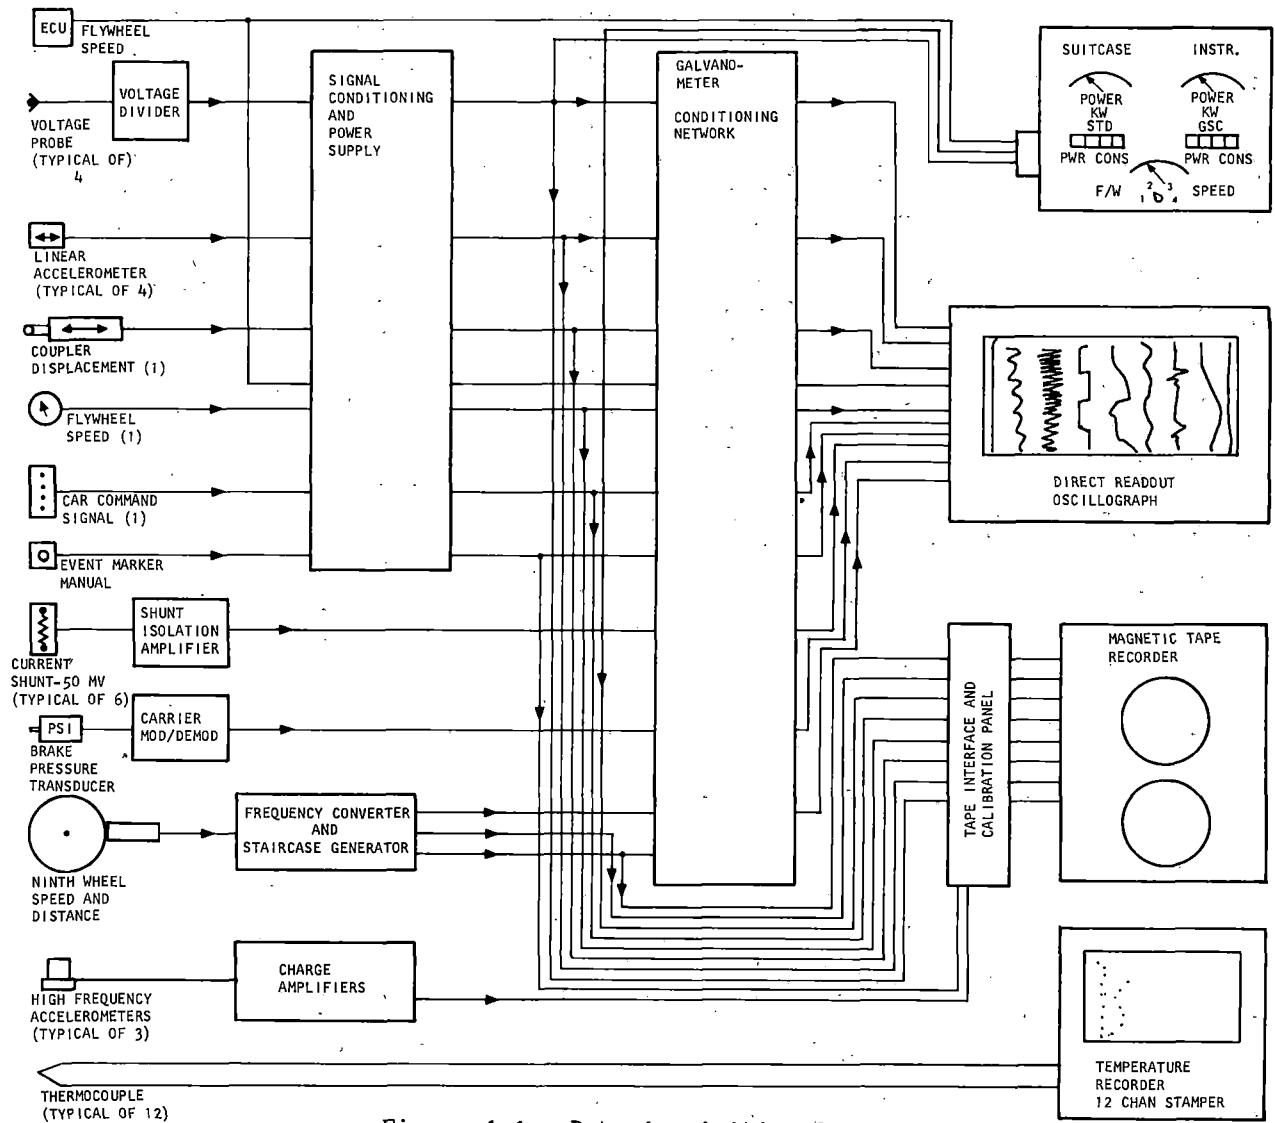 ECU
FLYWHEEL
SPEED
VOLTAGE
DIVIDER
VOLTAGE
PROBE
(TYPICAL OF)
4
LINEAR
ACCELEROMETER
(TYPICAL OF 4)
COUPLER
DISPLACEMENT (1)
FLYWHEEL
SPEED (1)
CAR COMMAND
SIGNAL (1)
EVENT MARKER
MANUAL
SHUNT
ISOLATION
AMPLIFIER
CURRENT
SHUNT-50 MV
(TYPICAL OF 6)
PSI
CARRIER
MOD/DEMOD
BRAKE
PRESSURE
TRANSDUCER
FREQUENCY CONVERTER
AND
STAIRCASE GENERATOR
NINTH WHEEL
SPEED AND
DISTANCE
CHARGE
AMPLIFIERS
HIGH FREQUENCY
ACCELEROMETERS
(TYPICAL OF 3)
THERMOCOUPLE
(TYPICAL OF 12)
SIGNAL
CONDITIONING
AND
POWER
SUPPLY
GALVANO-
METER
CONDITIONING
NETWORK
SUITCASE INSTR.
POWER POWER
KW KW
STD GSC
PWR CONS PWR CONS
F/W 1 2 3 4 SPEED
DIRECT READOUT
OSCILLOGRAPH
TAPE INTERFACE AND
CALIBRATION PANEL
MAGNETIC TAPE
RECORDER
TEMPERATURE
RECORDER
12 CHAN STAMPER